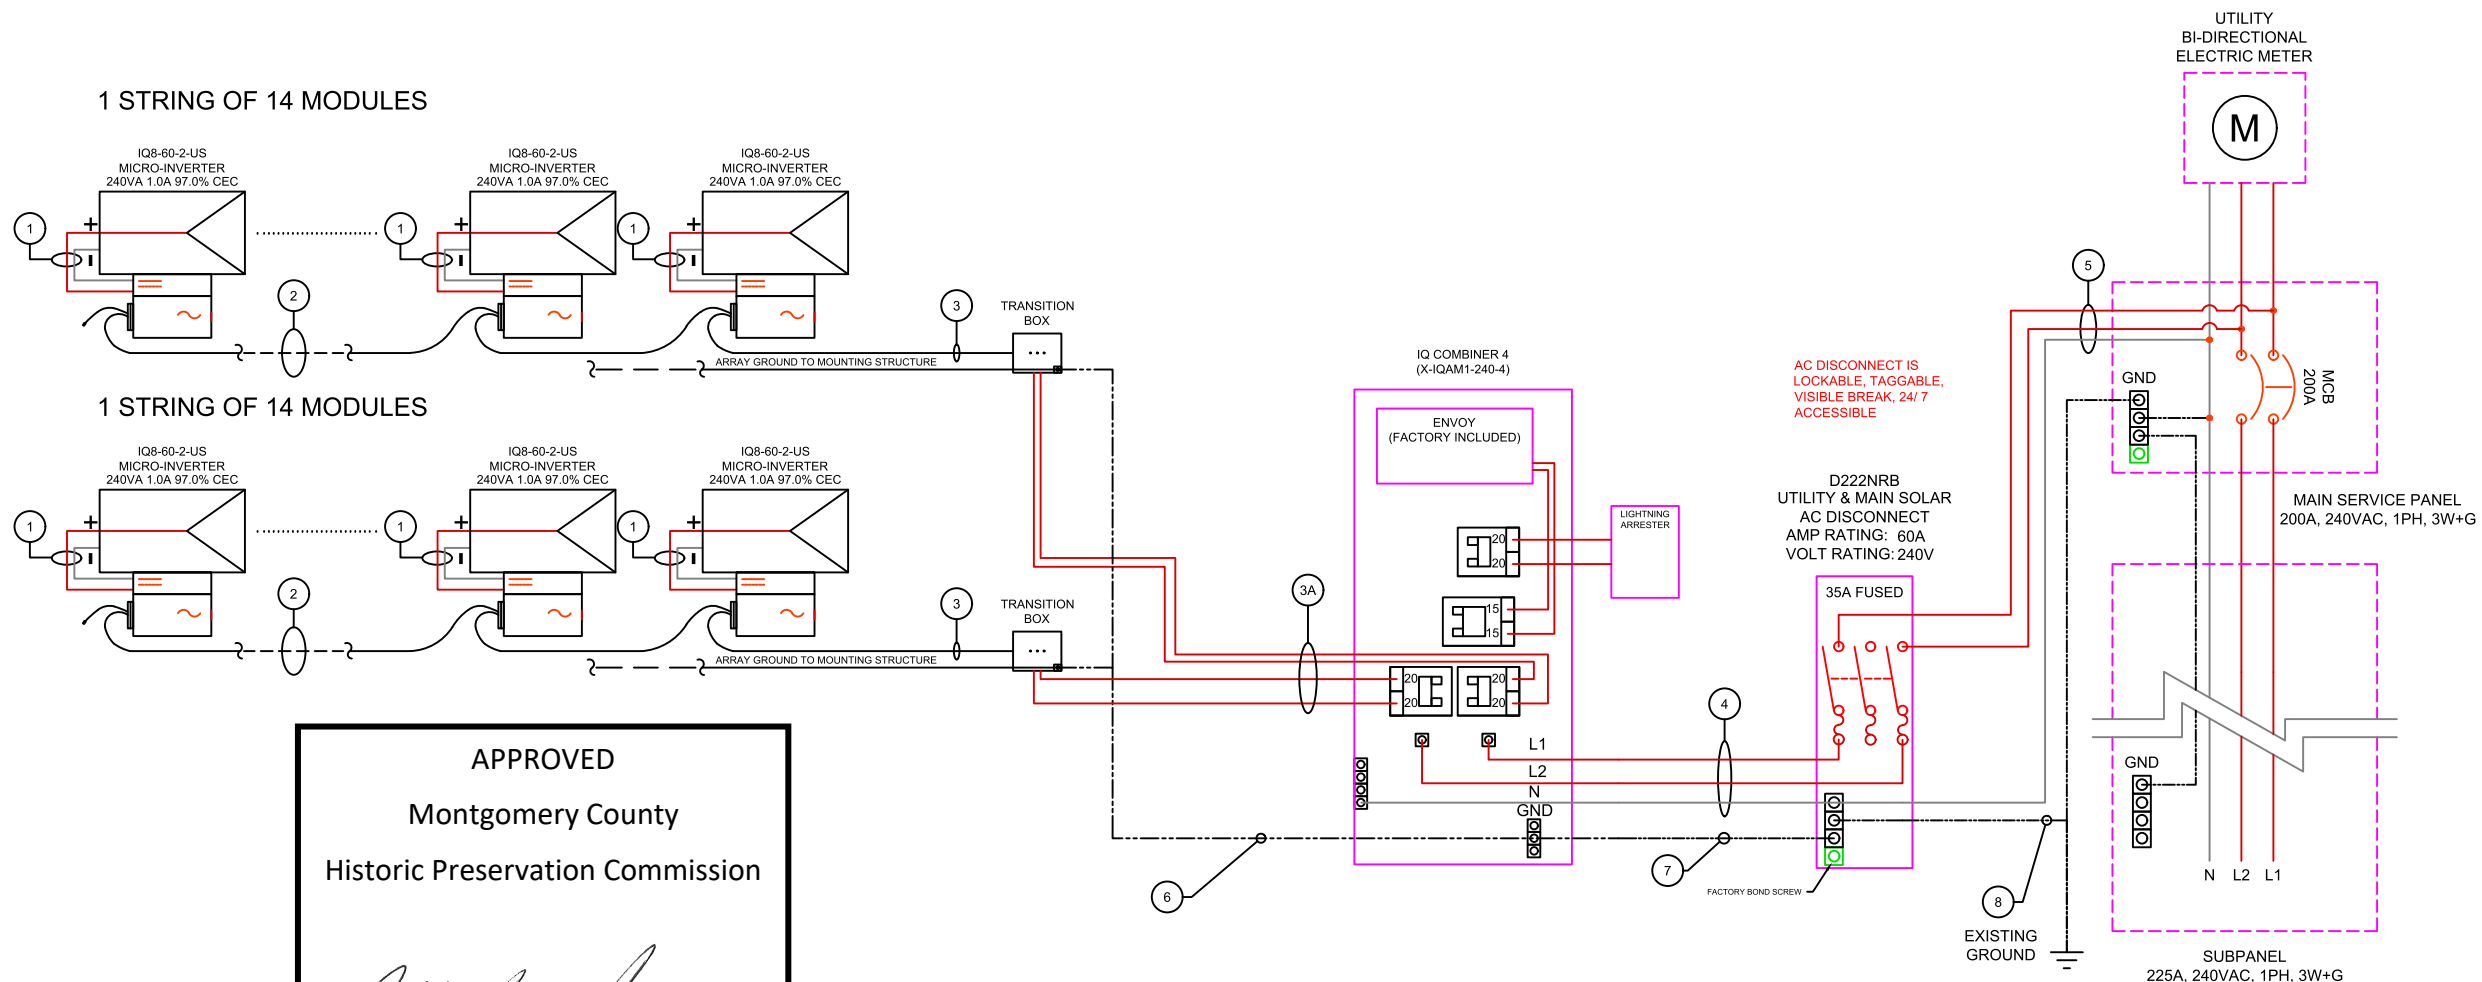 UTILITY
BI-DIRECTIONAL
ELECTRIC METER
M
1 STRING OF 14 MODULES
IQ8-60-2-US
MICRO-INVERTER
240VA 1.0A 97.0% CEC
IQ8-60-2-US
MICRO-INVERTER
240VA 1.0A 97.0% CEC
IQ8-60-2-US
MICRO-INVERTER
240VA 1.0A 97.0% CEC
1
+
-
1
+
-
1
+
-
2
3
TRANSITION
BOX
ARRAY GROUND TO MOUNTING STRUCTURE
1 STRING OF 14 MODULES
IQ8-60-2-US
MICRO-INVERTER
240VA 1.0A 97.0% CEC
IQ8-60-2-US
MICRO-INVERTER
240VA 1.0A 97.0% CEC
IQ8-60-2-US
MICRO-INVERTER
240VA 1.0A 97.0% CEC
1
+
-
1
+
-
1
+
-
2
3
TRANSITION
BOX
ARRAY GROUND TO MOUNTING STRUCTURE
3A
IQ COMBINER 4
(X-IQAM1-240-4)
ENVOY
(FACTORY INCLUDED)
20
20
LIGHTNING
ARRESTER
15
15
20
20
20
20
L1
L2
N
GND
4
6
7
AC DISCONNECT IS
LOCKABLE, TAGGABLE,
VISIBLE BREAK, 24/ 7
ACCESSIBLE
D222NRB
UTILITY & MAIN SOLAR
AC DISCONNECT
AMP RATING: 60A
VOLT RATING: 240V
35A FUSED
FACTORY BOND SCREW
8
EXISTING
GROUND
5
GND
MCB
200A
MAIN SERVICE PANEL
200A, 240VAC, 1PH, 3W+G
GND
N L2 L1
SUBPANEL
225A, 240VAC, 1PH, 3W+G
APPROVED
Montgomery County
Historic Preservation Commission